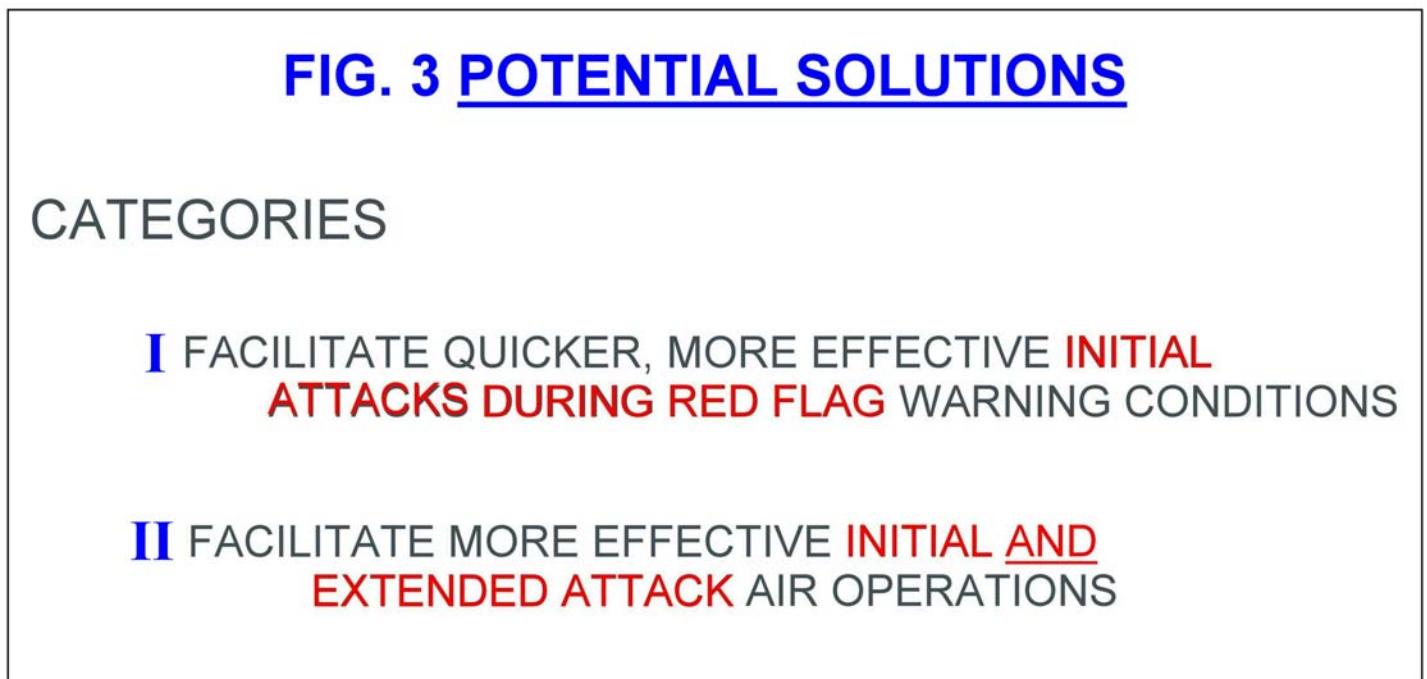 FIG. 3 POTENTIAL SOLUTIONS
CATEGORIES
I FACILITATE QUICKER, MORE EFFECTIVE INITIAL
ATTACKS DURING RED FLAG WARNING CONDITIONS
II FACILITATE MORE EFFECTIVE INITIAL AND
EXTENDED ATTACK AIR OPERATIONS